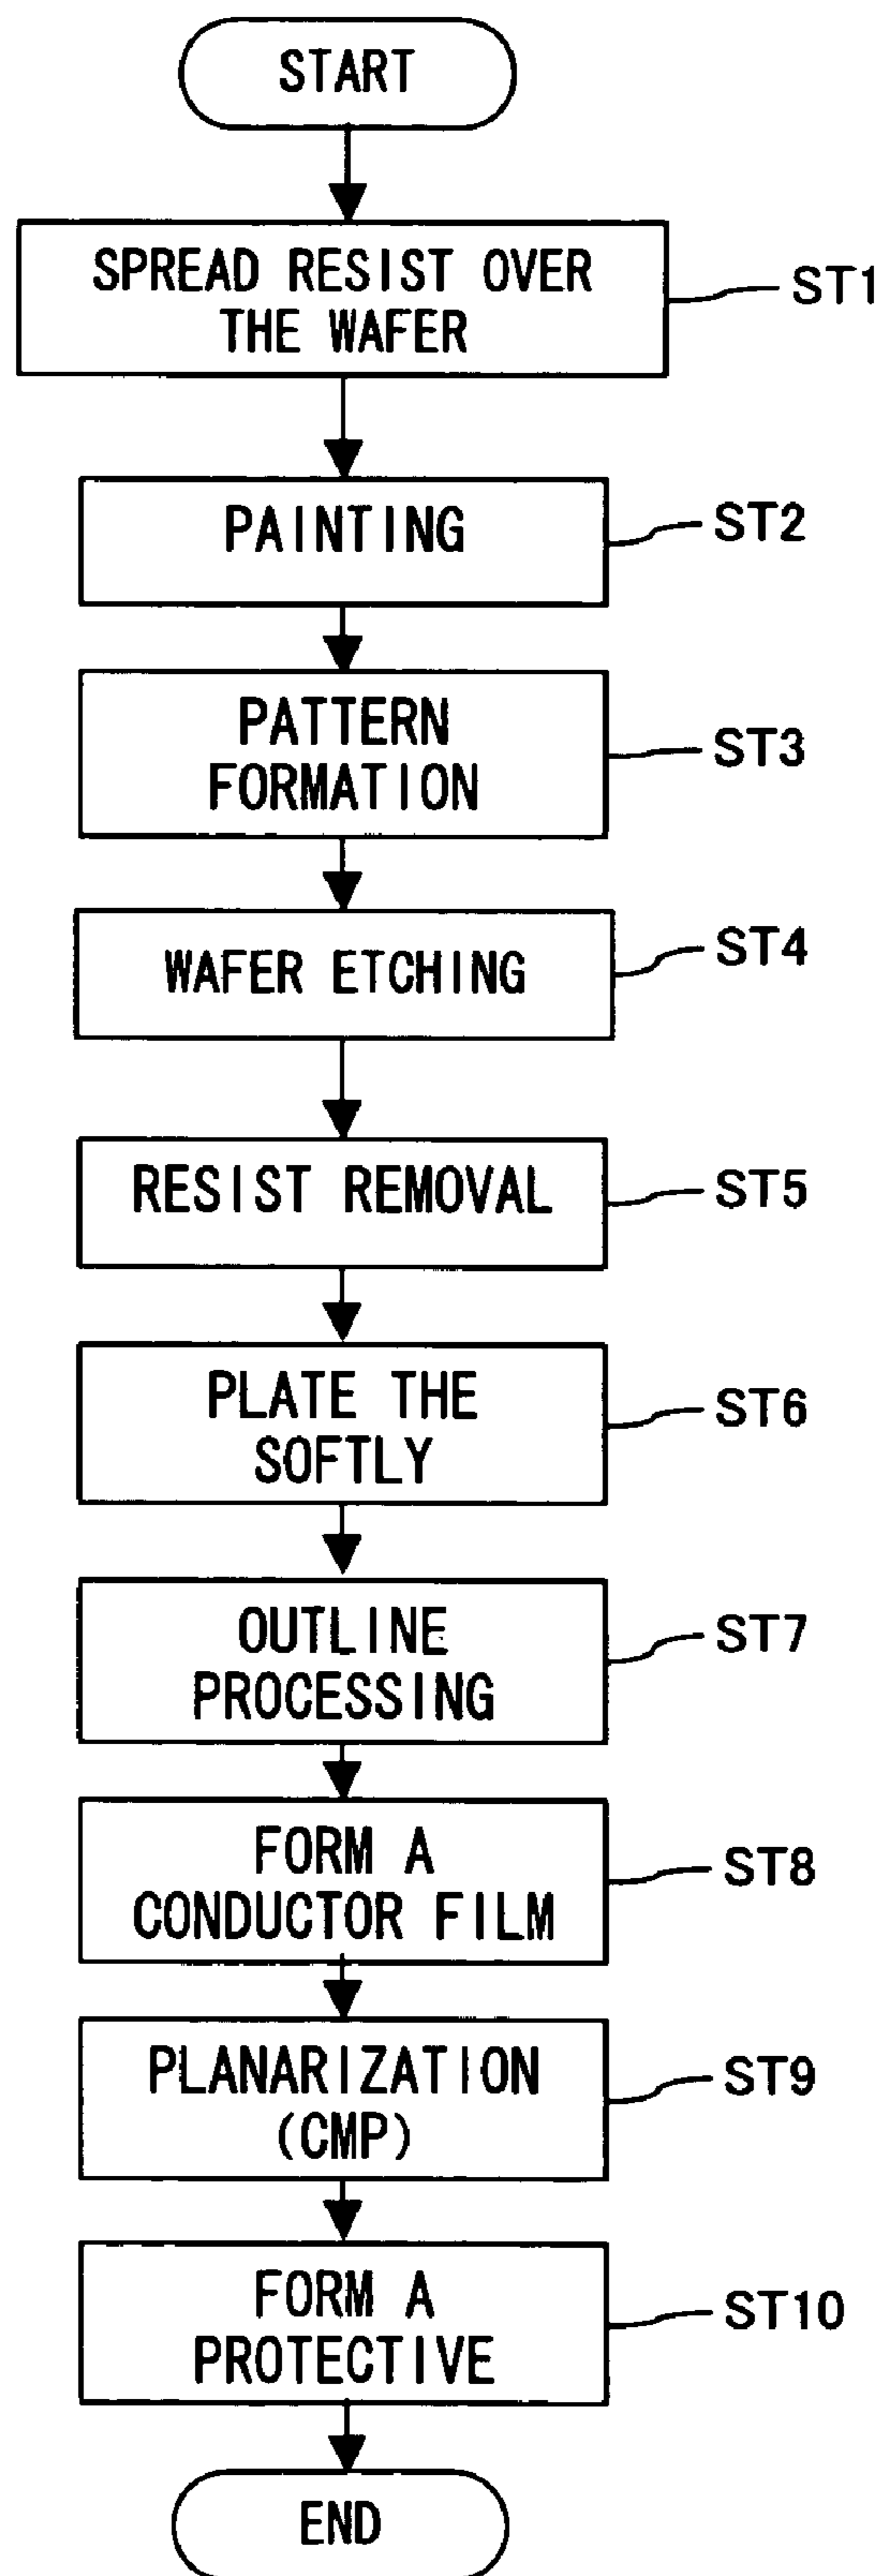 START
SPREAD RESIST OVER
THE WAFER
ST1
PAINTING
ST2
PATTERN
FORMATION
ST3
WAFER ETCHING
ST4
RESIST REMOVAL
ST5
PLATE THE
SOFTLY
ST6
OUTLINE
PROCESSING
ST7
FORM A
CONDUCTOR FILM
ST8
PLANARIZATION
(CMP)
ST9
FORM A
PROTECTIVE
ST10
END